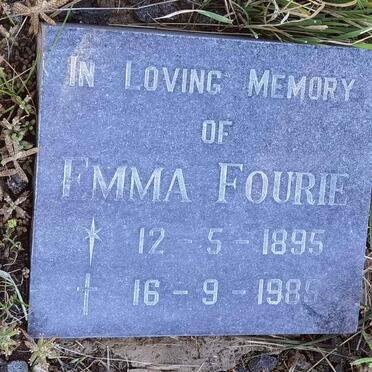 IN LOVING MEMORY
OF
EMMA FOURIE
12 - 5 - 1895
16 - 9 - 1985